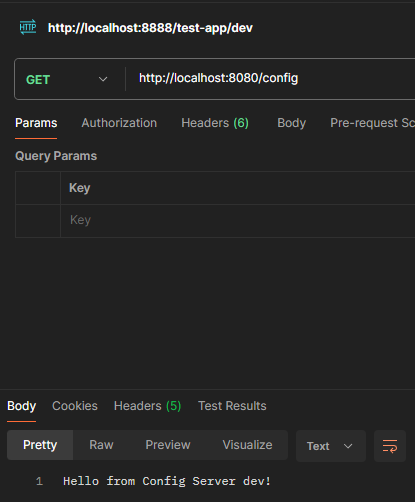 HTTP http://localhost:8888/test-app/dev
GET http://localhost:8080/config
Params Authorization Headers (6) Body Pre-request Sc
Query Params
Key
Key
Body Cookies Headers (5) Test Results
Pretty Raw Preview Visualize Text
1 Hello from Config Server dev!